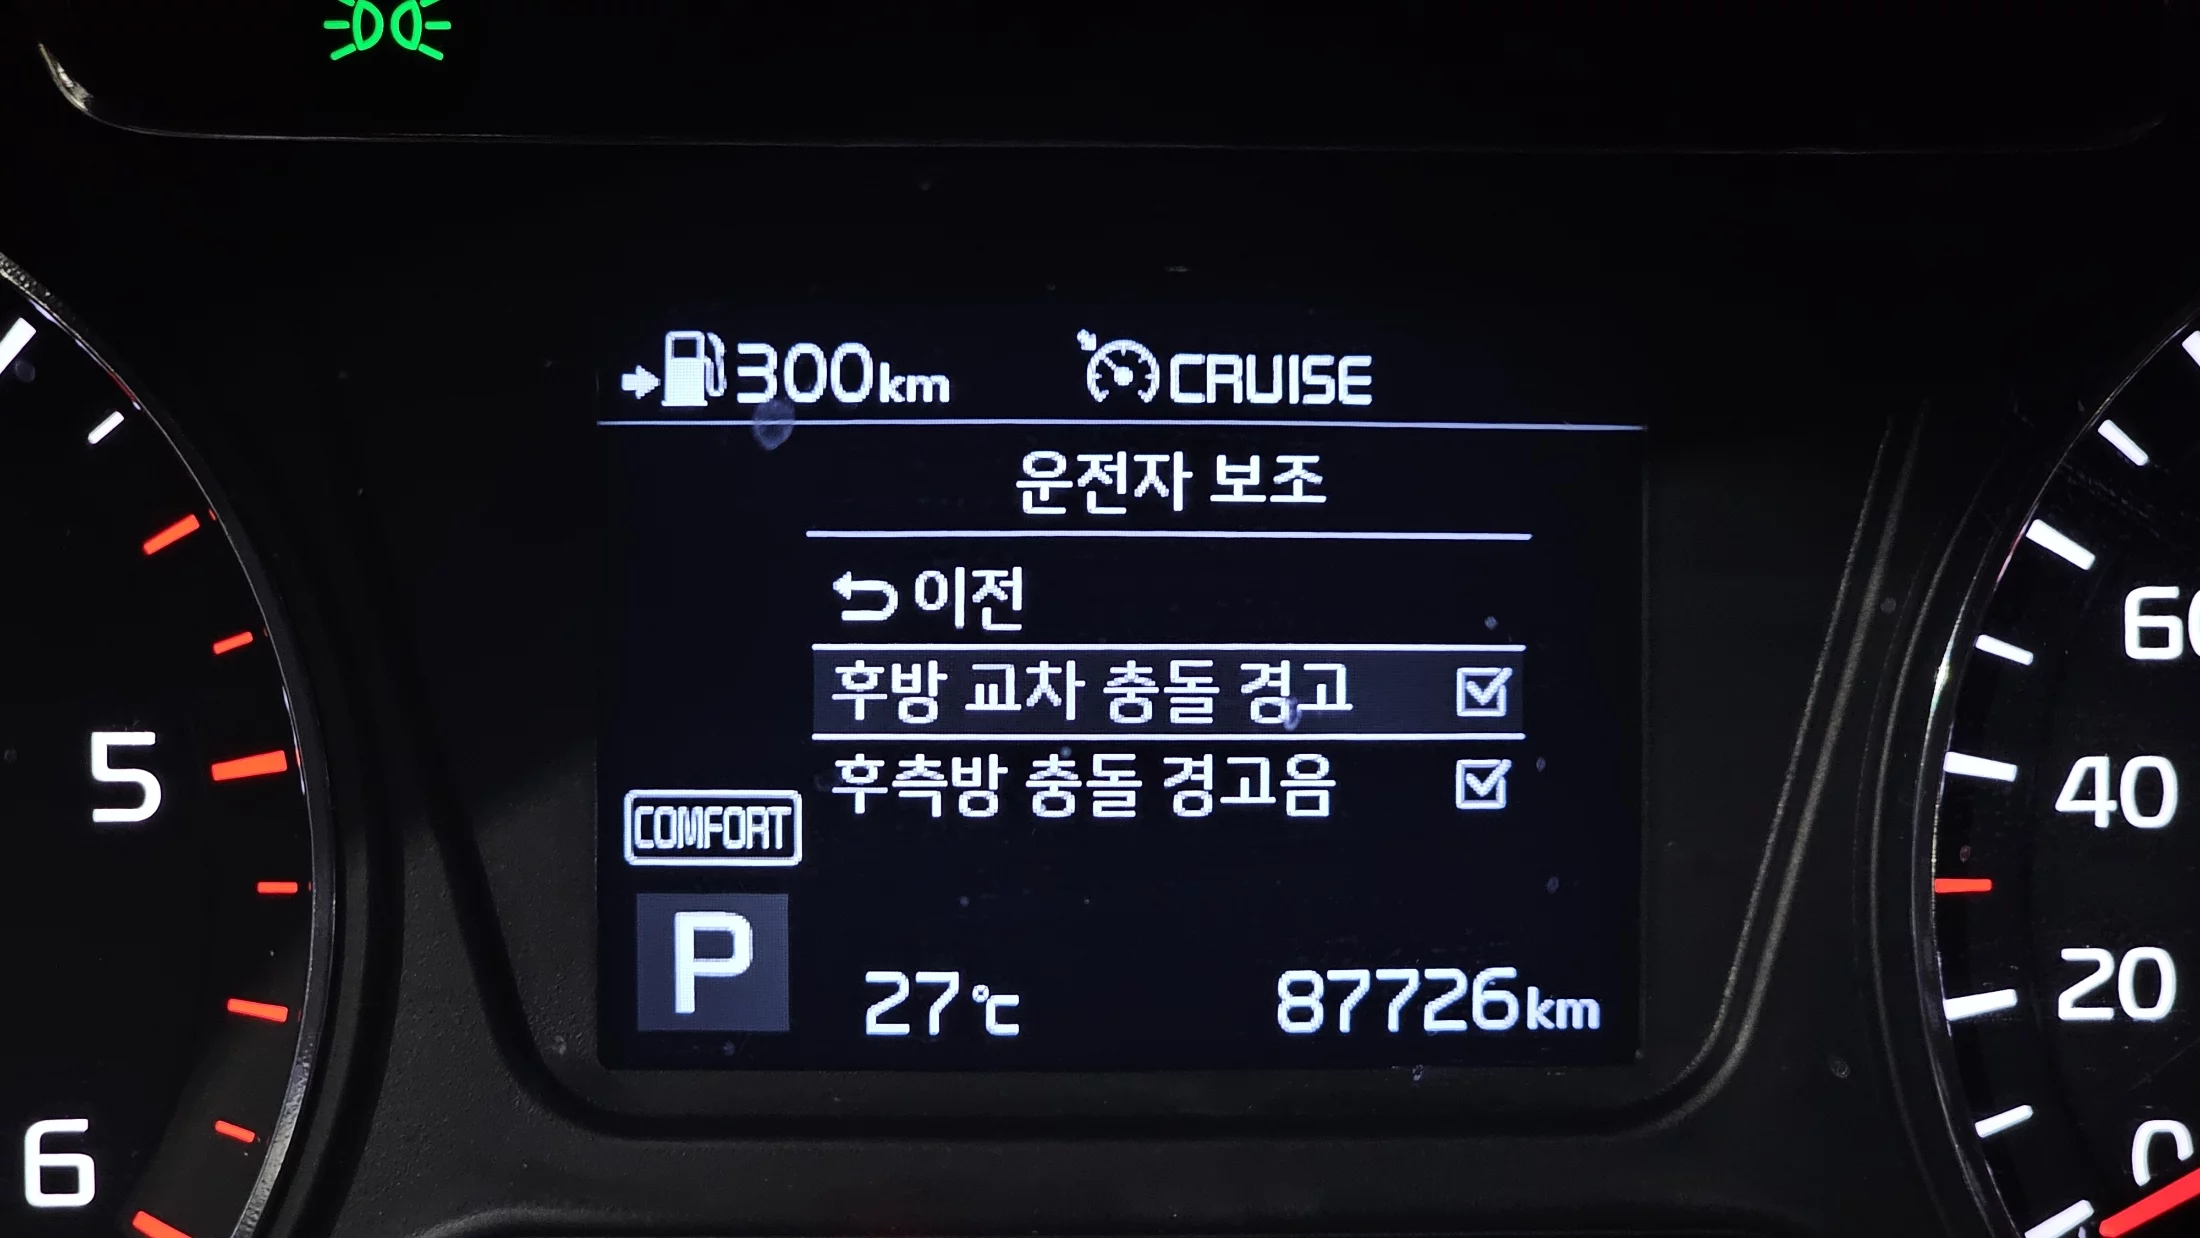 300km CRUISE
운전자 보조
이전
후방 교차 충돌 경고
후측방 충돌 경고음
COMFORT
P
27℃ 87726km
5
6
60
40
20
0